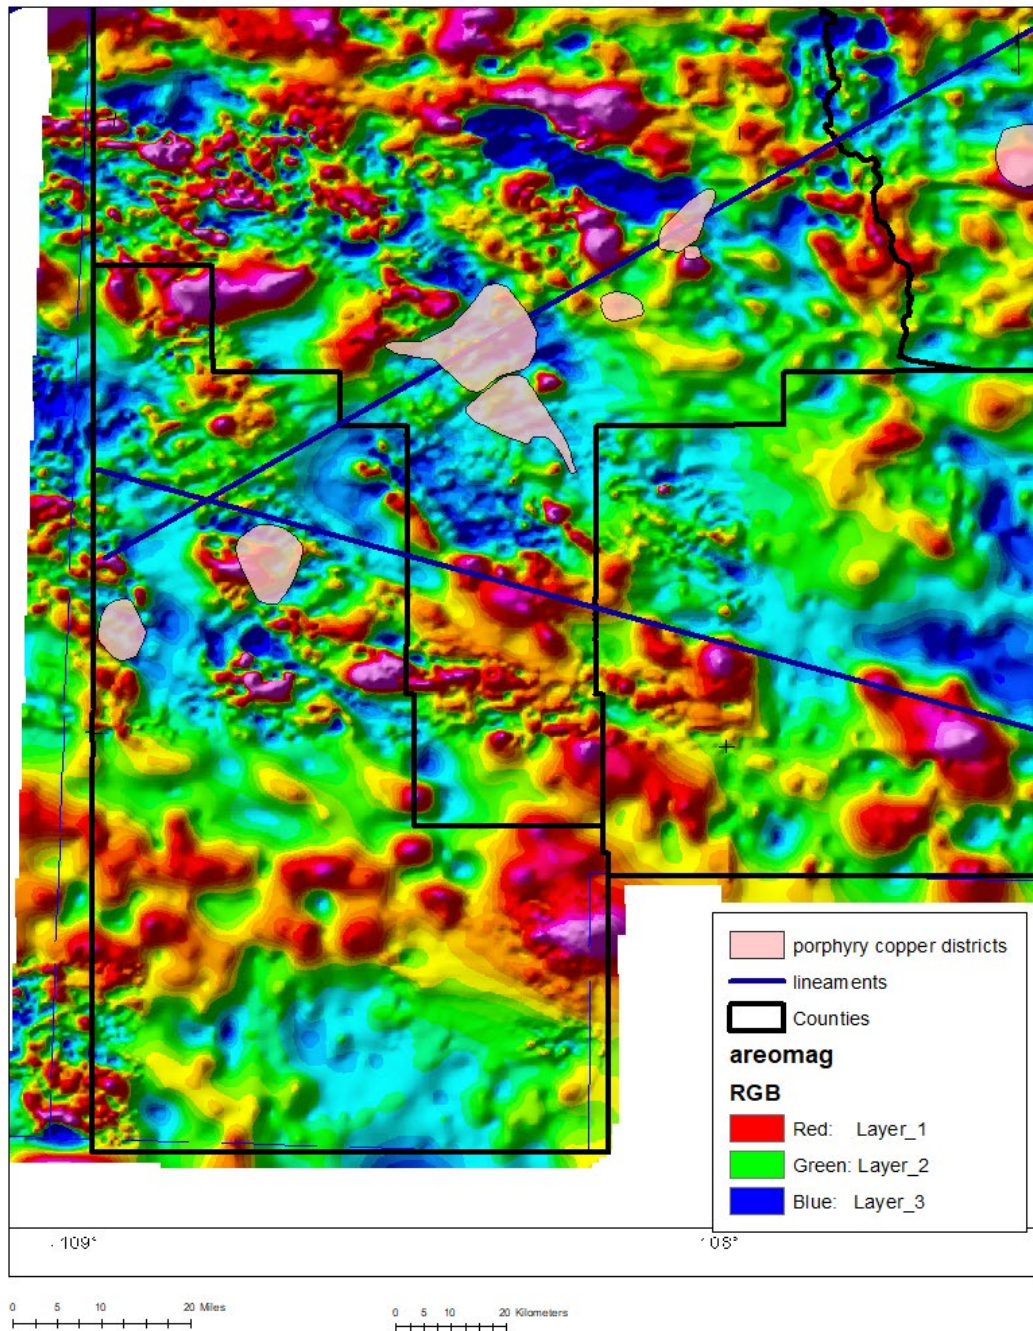 porphyry copper districts
lineaments
Counties
areomag
RGB
Red: Layer_1
Green: Layer_2
Blue: Layer_3
109° 108°
0 5 10 20 Miles
0 5 10 20 Kilometers